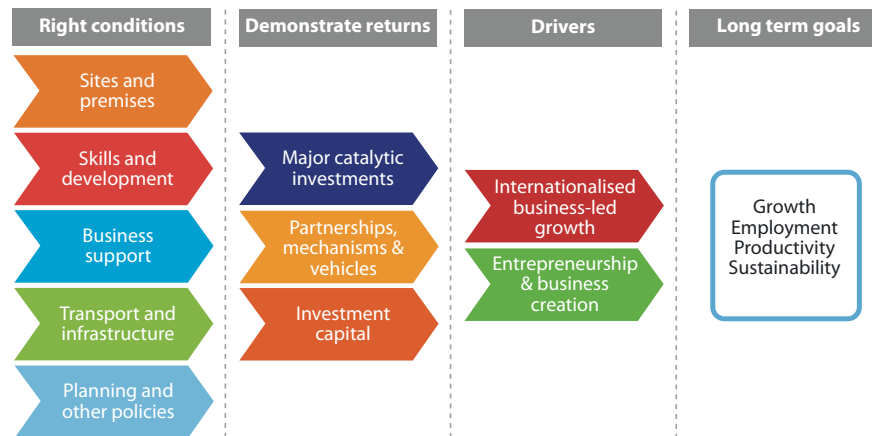 Right conditions
Sites and
premises
Skills and
development
Business
support
Transport and
infrastructure
Planning and
other policies
Demonstrate returns
Major catalytic
investments
Partnerships,
mechanisms &
vehicles
Investment
capital
Drivers
Internationalised
business-led
growth
Entrepreneurship
& business
creation
Long term goals
Growth
Employment
Productivity
Sustainability